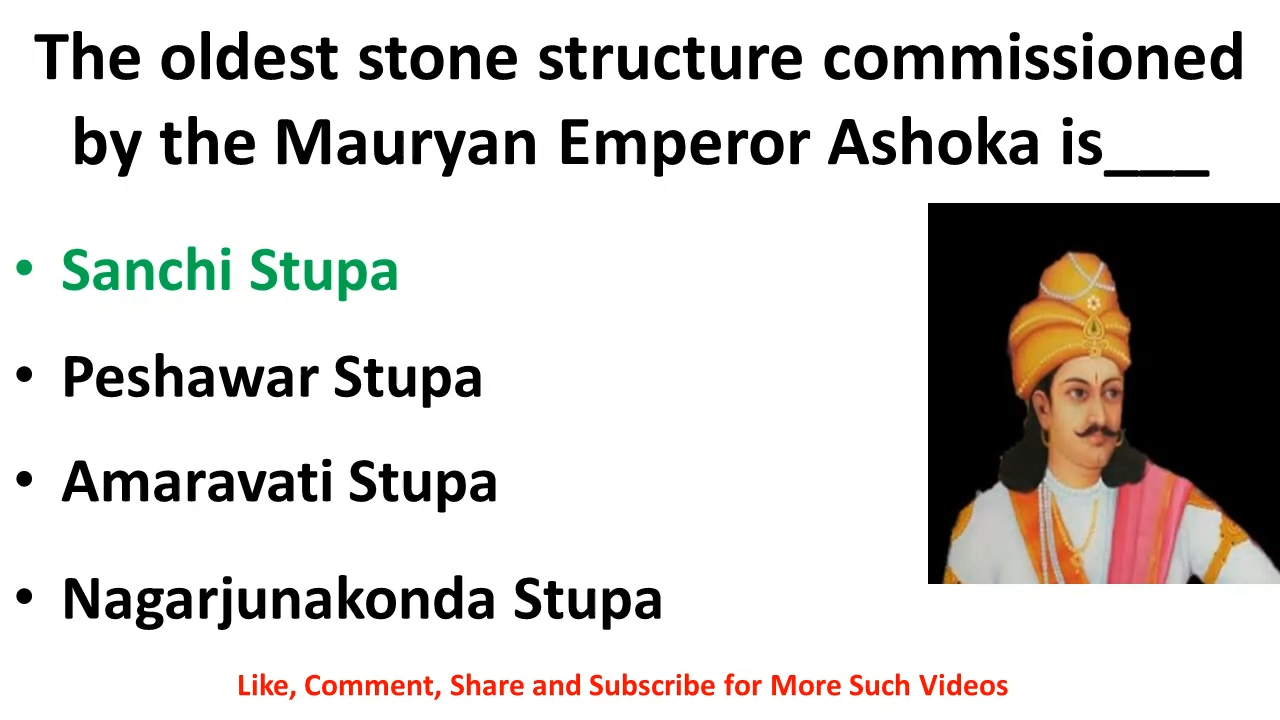 The oldest stone structure commissioned
by the Mauryan Emperor Ashoka is___
• Sanchi Stupa
• Peshawar Stupa
• Amaravati Stupa
• Nagarjunakonda Stupa
Like, Comment, Share and Subscribe for More Such Videos